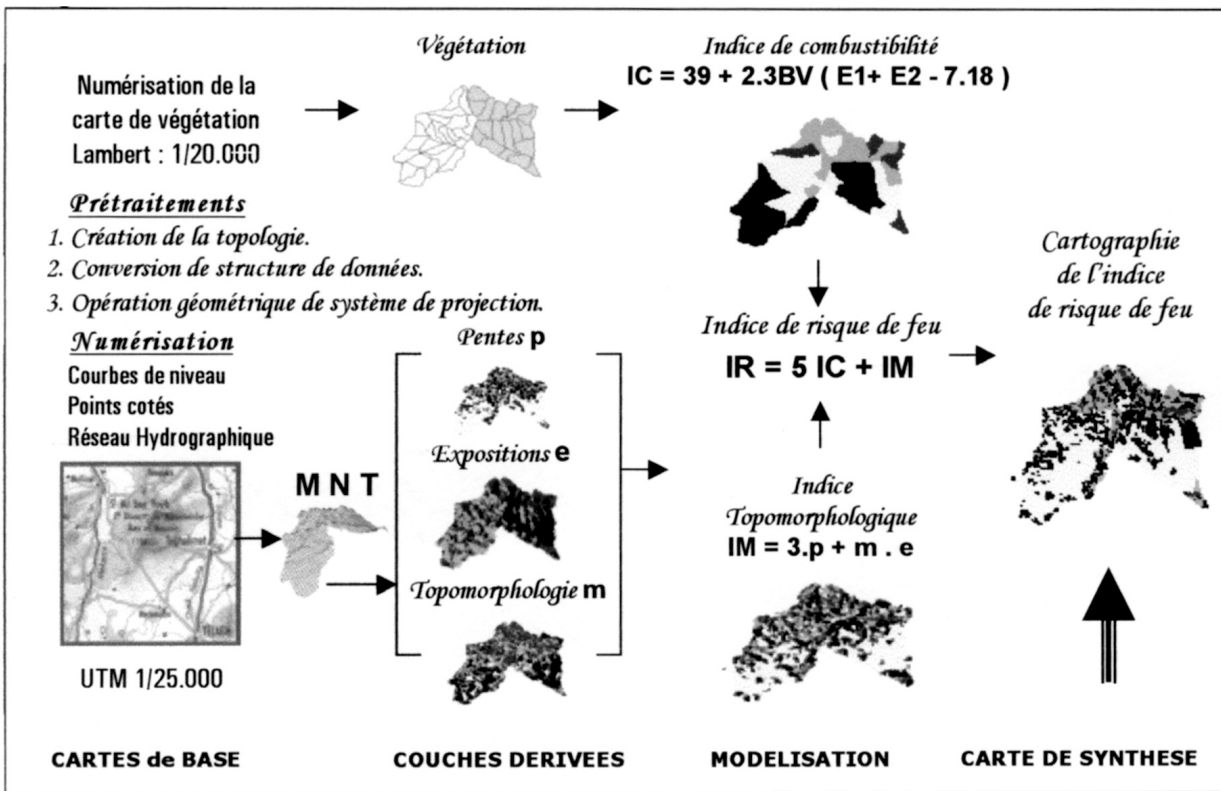 Végétation
Indice de combustibilité
IC = 39 + 2.3BV ( E1+ E2 - 7.18 )
Numérisation de la
carte de végétation
Lambert : 1/20.000
Prétraitements
1. Création de la topologie.
2. Conversion de structure de données.
3. Opération géométrique de système de projection.
Numérisation
Courbes de niveau
Points cotés
Réseau Hydrographique
UTM 1/25.000
M N T
Pentes p
Expositions e
Topomorphologie m
Indice de risque de feu
IR = 5 IC + IM
Indice
Topomorphologique
IM = 3.p + m . e
Cartographie
de l'indice
de risque de feu
CARTES de BASE
COUCHES DERIVEES
MODELISATION
CARTE DE SYNTHESE